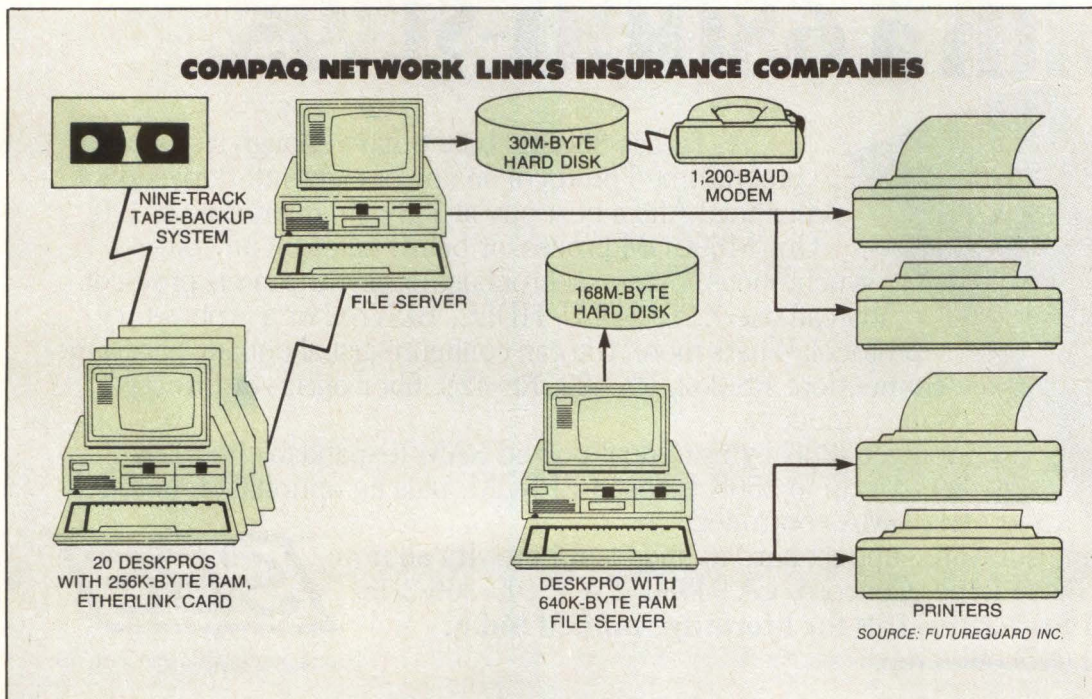 COMPAQ NETWORK LINKS INSURANCE COMPANIES
NINE-TRACK
TAPE-BACKUP
SYSTEM
FILE SERVER
30M-BYTE
HARD DISK
1,200-BAUD
MODEM
168M-BYTE
HARD DISK
20 DESKPROS
WITH 256K-BYTE RAM,
ETHERLINK CARD
DESKPRO WITH
640K-BYTE RAM
FILE SERVER
PRINTERS
SOURCE: FUTUREGUARD INC.